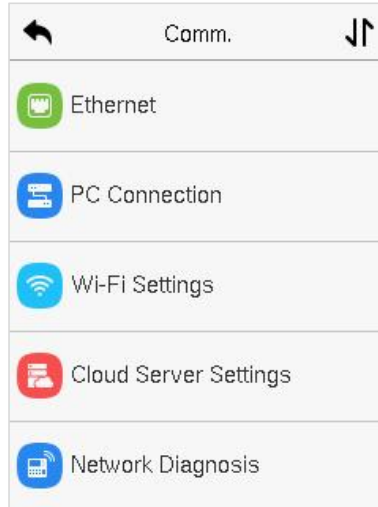 Comm.
Ethernet
PC Connection
Wi-Fi Settings
Cloud Server Settings
Network Diagnosis